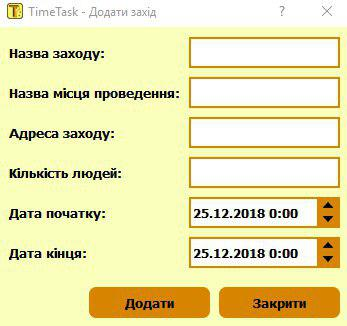 TimeTask - Додати захід
Назва заходу:
Назва місця проведення:
Адреса заходу:
Кількість людей:
Дата початку: 25.12.2018 0:00
Дата кінця: 25.12.2018 0:00
Додати Закрити